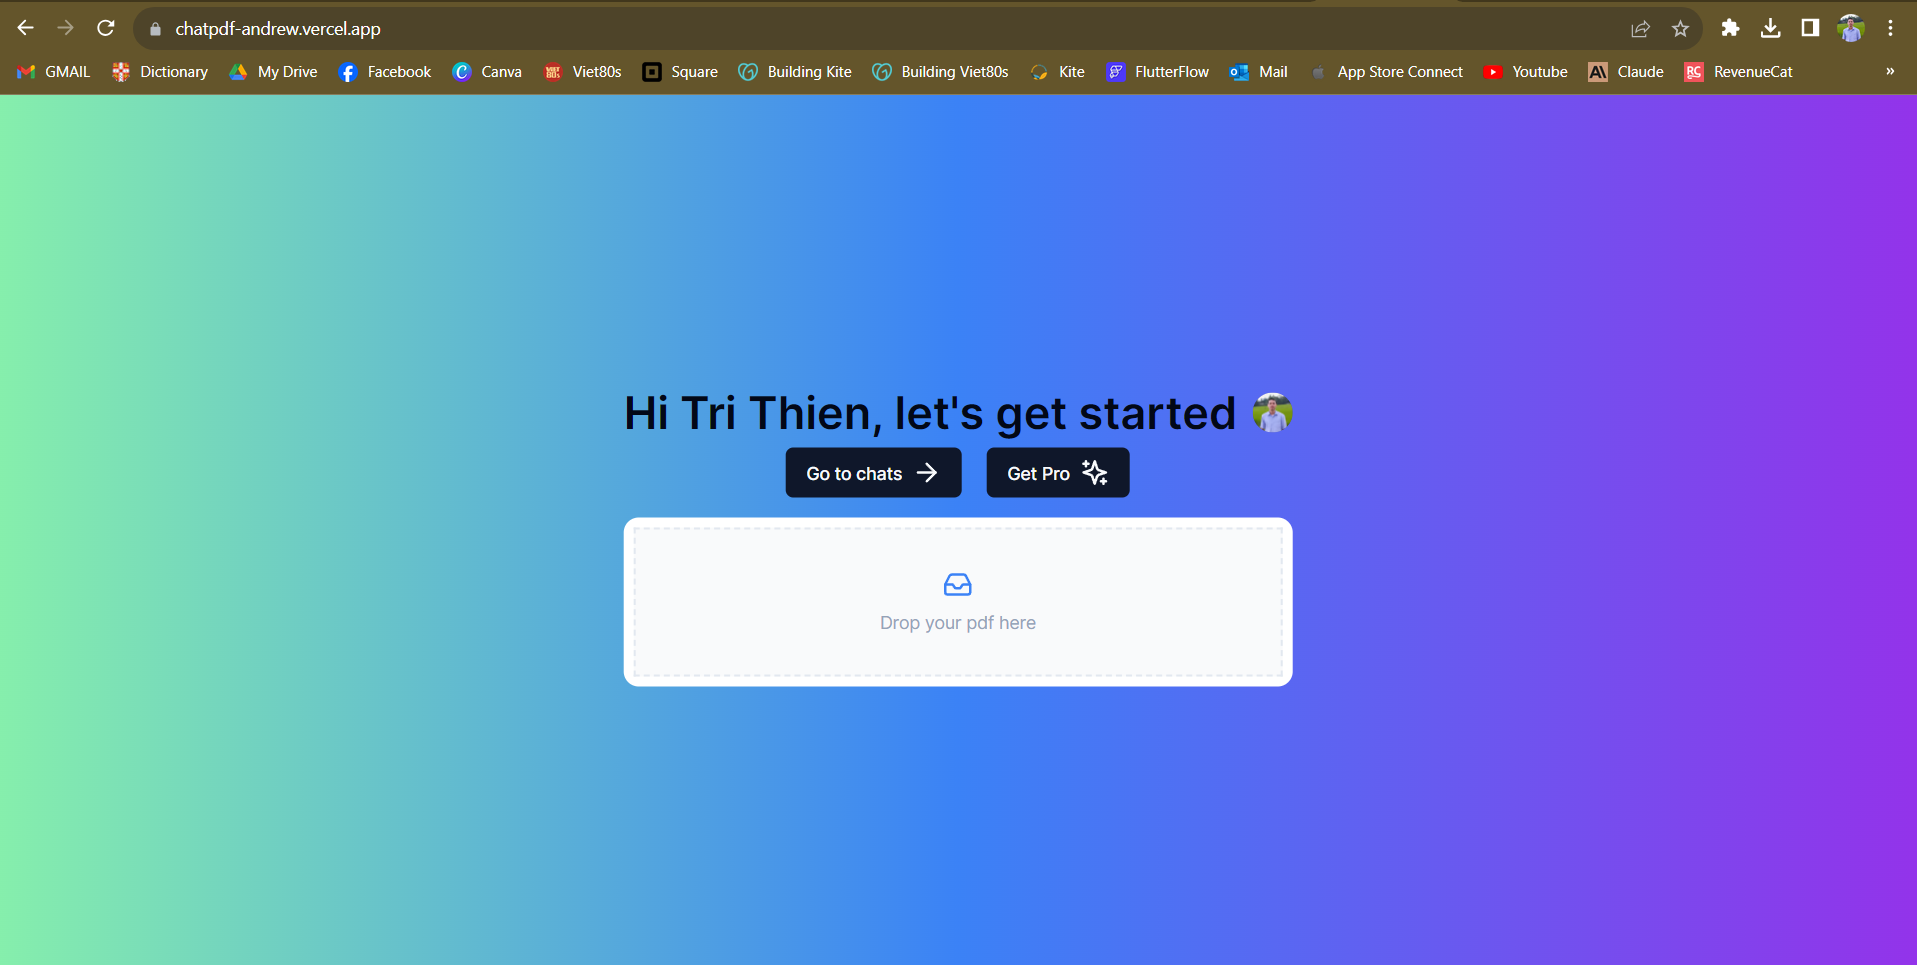 chatpdf-andrew.vercel.app
GMAIL Dictionary My Drive Facebook Canva Viet80s Square Building Kite Building Viet80s Kite FlutterFlow Mail App Store Connect Youtube Claude RevenueCat »
Hi Tri Thien, let's get started
Go to chats Get Pro
Drop your pdf here